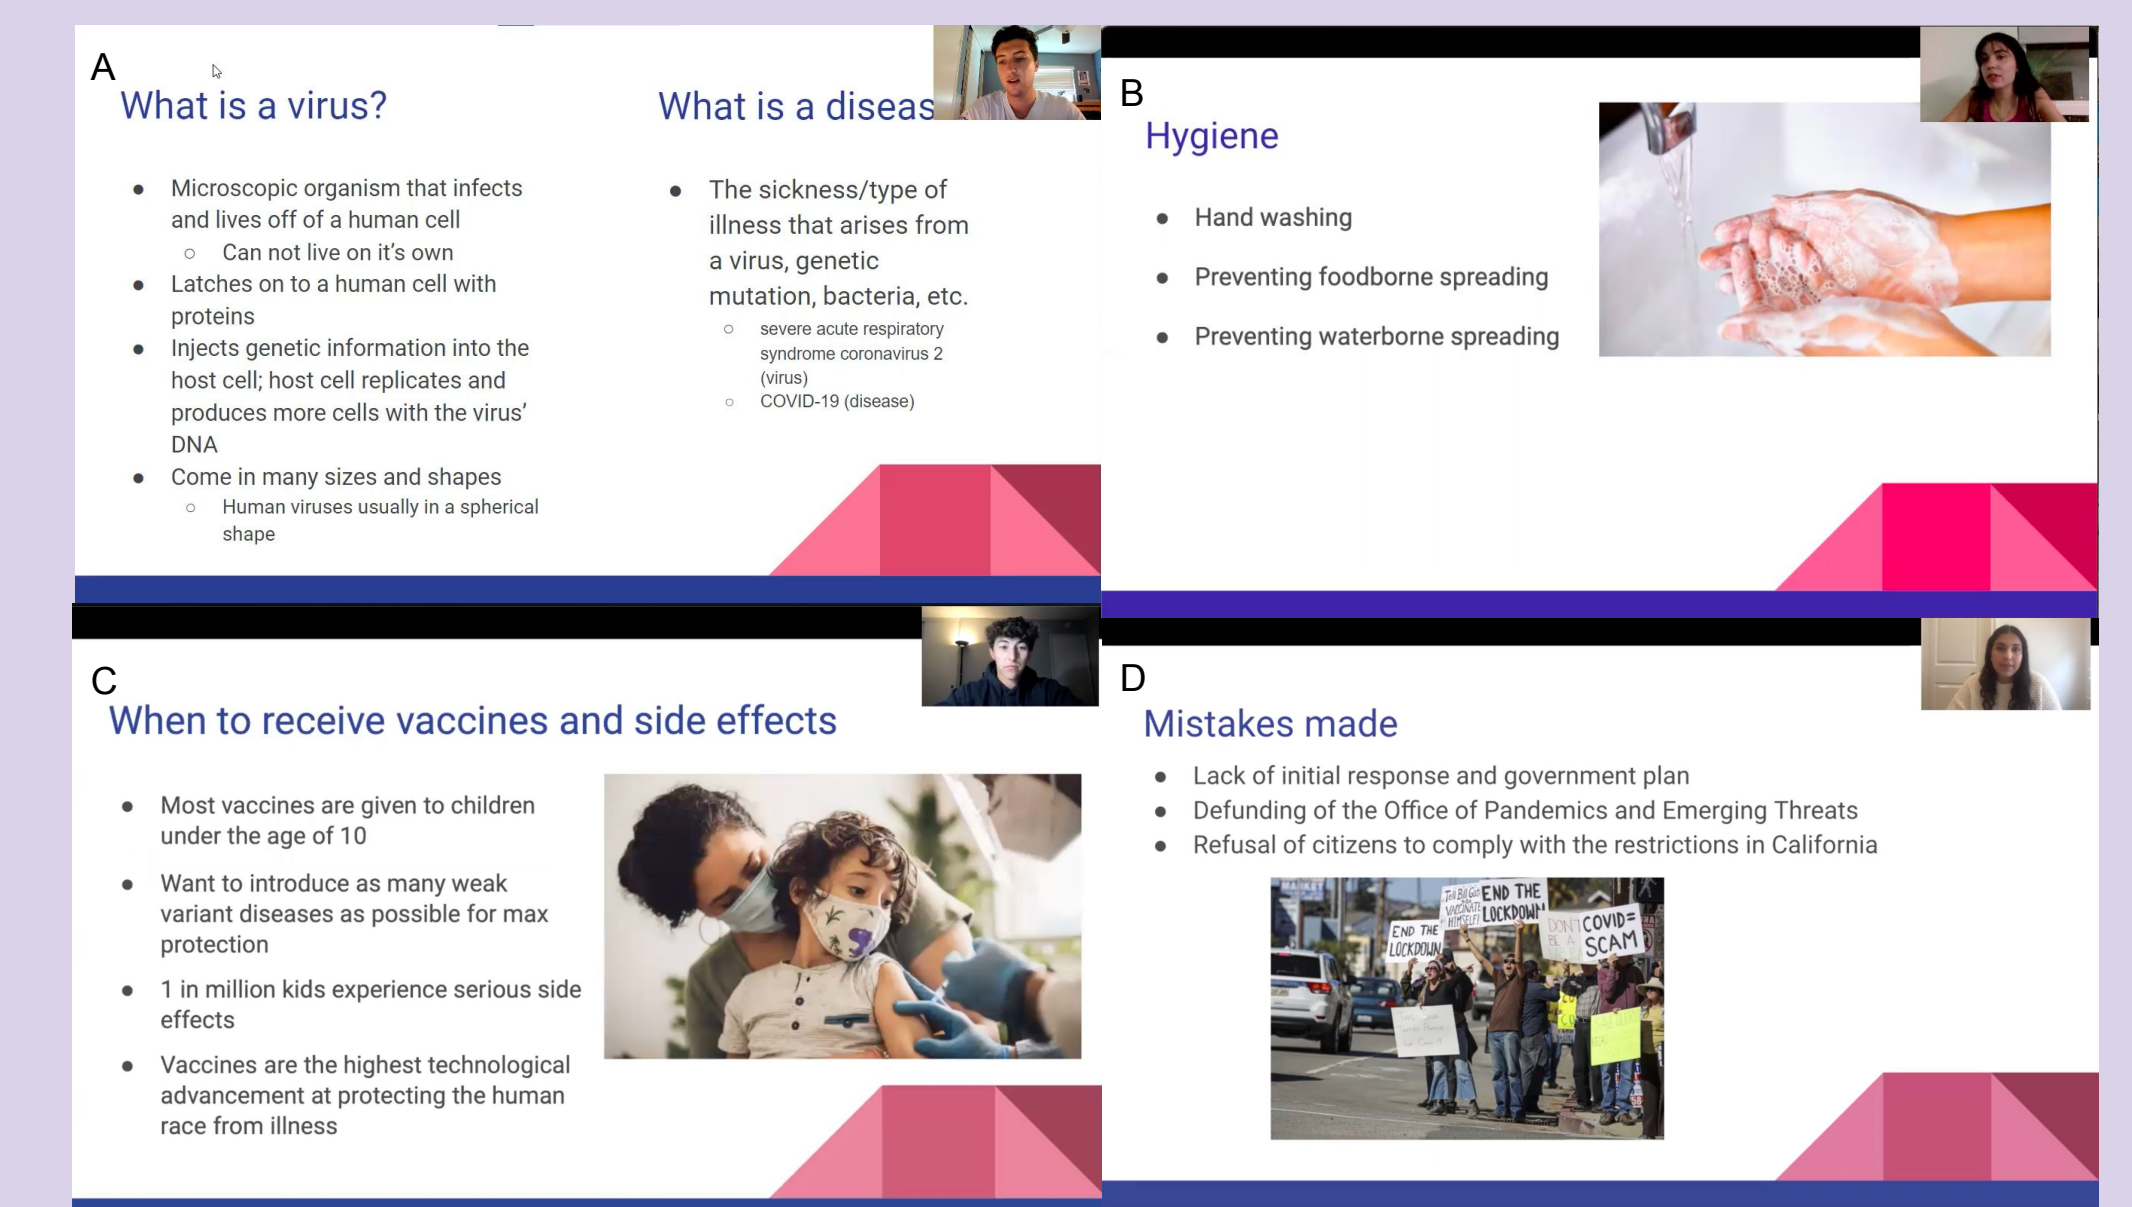 A
What is a virus?
● Microscopic organism that infects
and lives off of a human cell
○ Can not live on it's own
● Latches on to a human cell with
proteins
● Injects genetic information into the
host cell; host cell replicates and
produces more cells with the virus'
DNA
● Come in many sizes and shapes
○ Human viruses usually in a spherical
shape
What is a diseas
● The sickness/type of
illness that arises from
a virus, genetic
mutation, bacteria, etc.
○ severe acute respiratory
syndrome coronavirus 2
(virus)
○ COVID-19 (disease)
B
Hygiene
● Hand washing
● Preventing foodborne spreading
● Preventing waterborne spreading
C
When to receive vaccines and side effects
● Most vaccines are given to children
under the age of 10
● Want to introduce as many weak
variant diseases as possible for max
protection
● 1 in million kids experience serious side
effects
● Vaccines are the highest technological
advancement at protecting the human
race from illness
D
Mistakes made
● Lack of initial response and government plan
● Defunding of the Office of Pandemics and Emerging Threats
● Refusal of citizens to comply with the restrictions in California
MARKET
END THE
LOCKDOWN
Tell Bill
VACCINATE
HIMSELF!
END THE
LOCKDOWN
DON'T
BE A
COVID=
SCAM